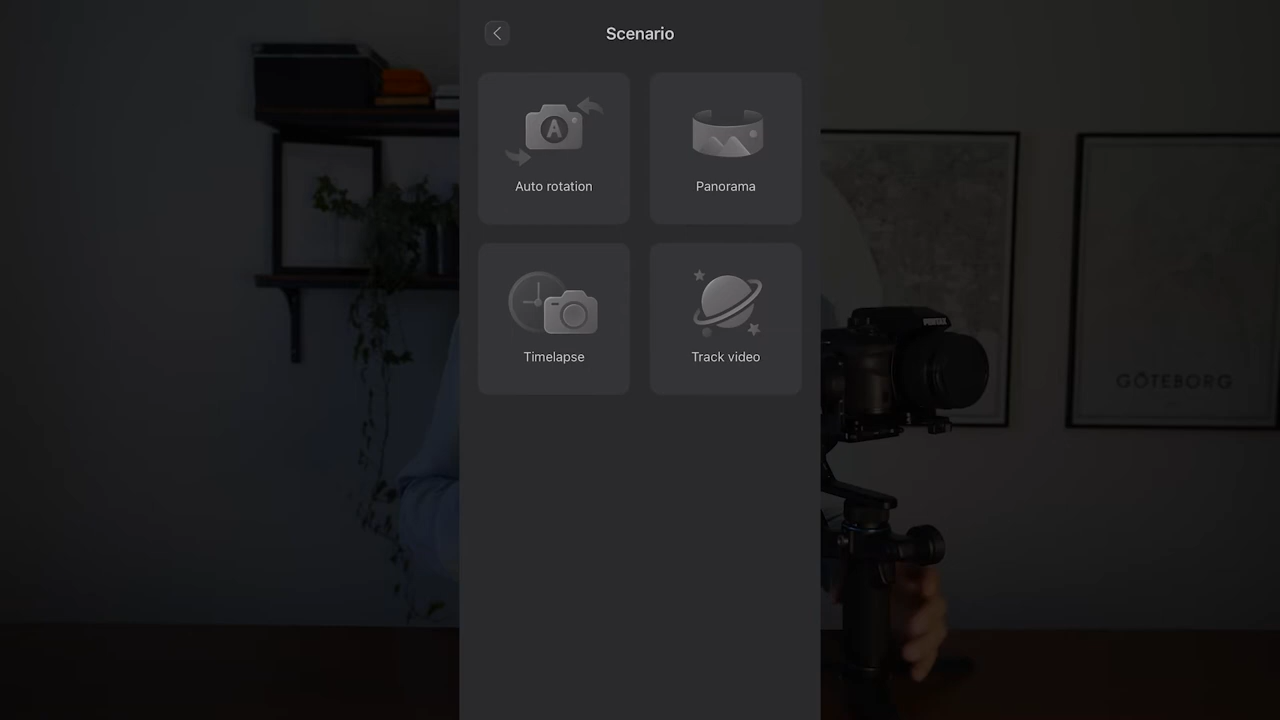 Scenario
A
Auto rotation
Panorama
Timelapse
Track video
PENTAX
GÖTEBORG